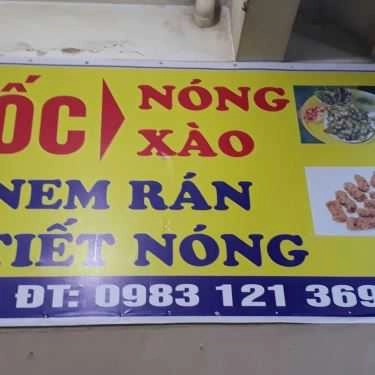 ỐC NÓNG
XÀO
NEM RÁN
TIẾT NÓNG
ĐT: 0983 121 369